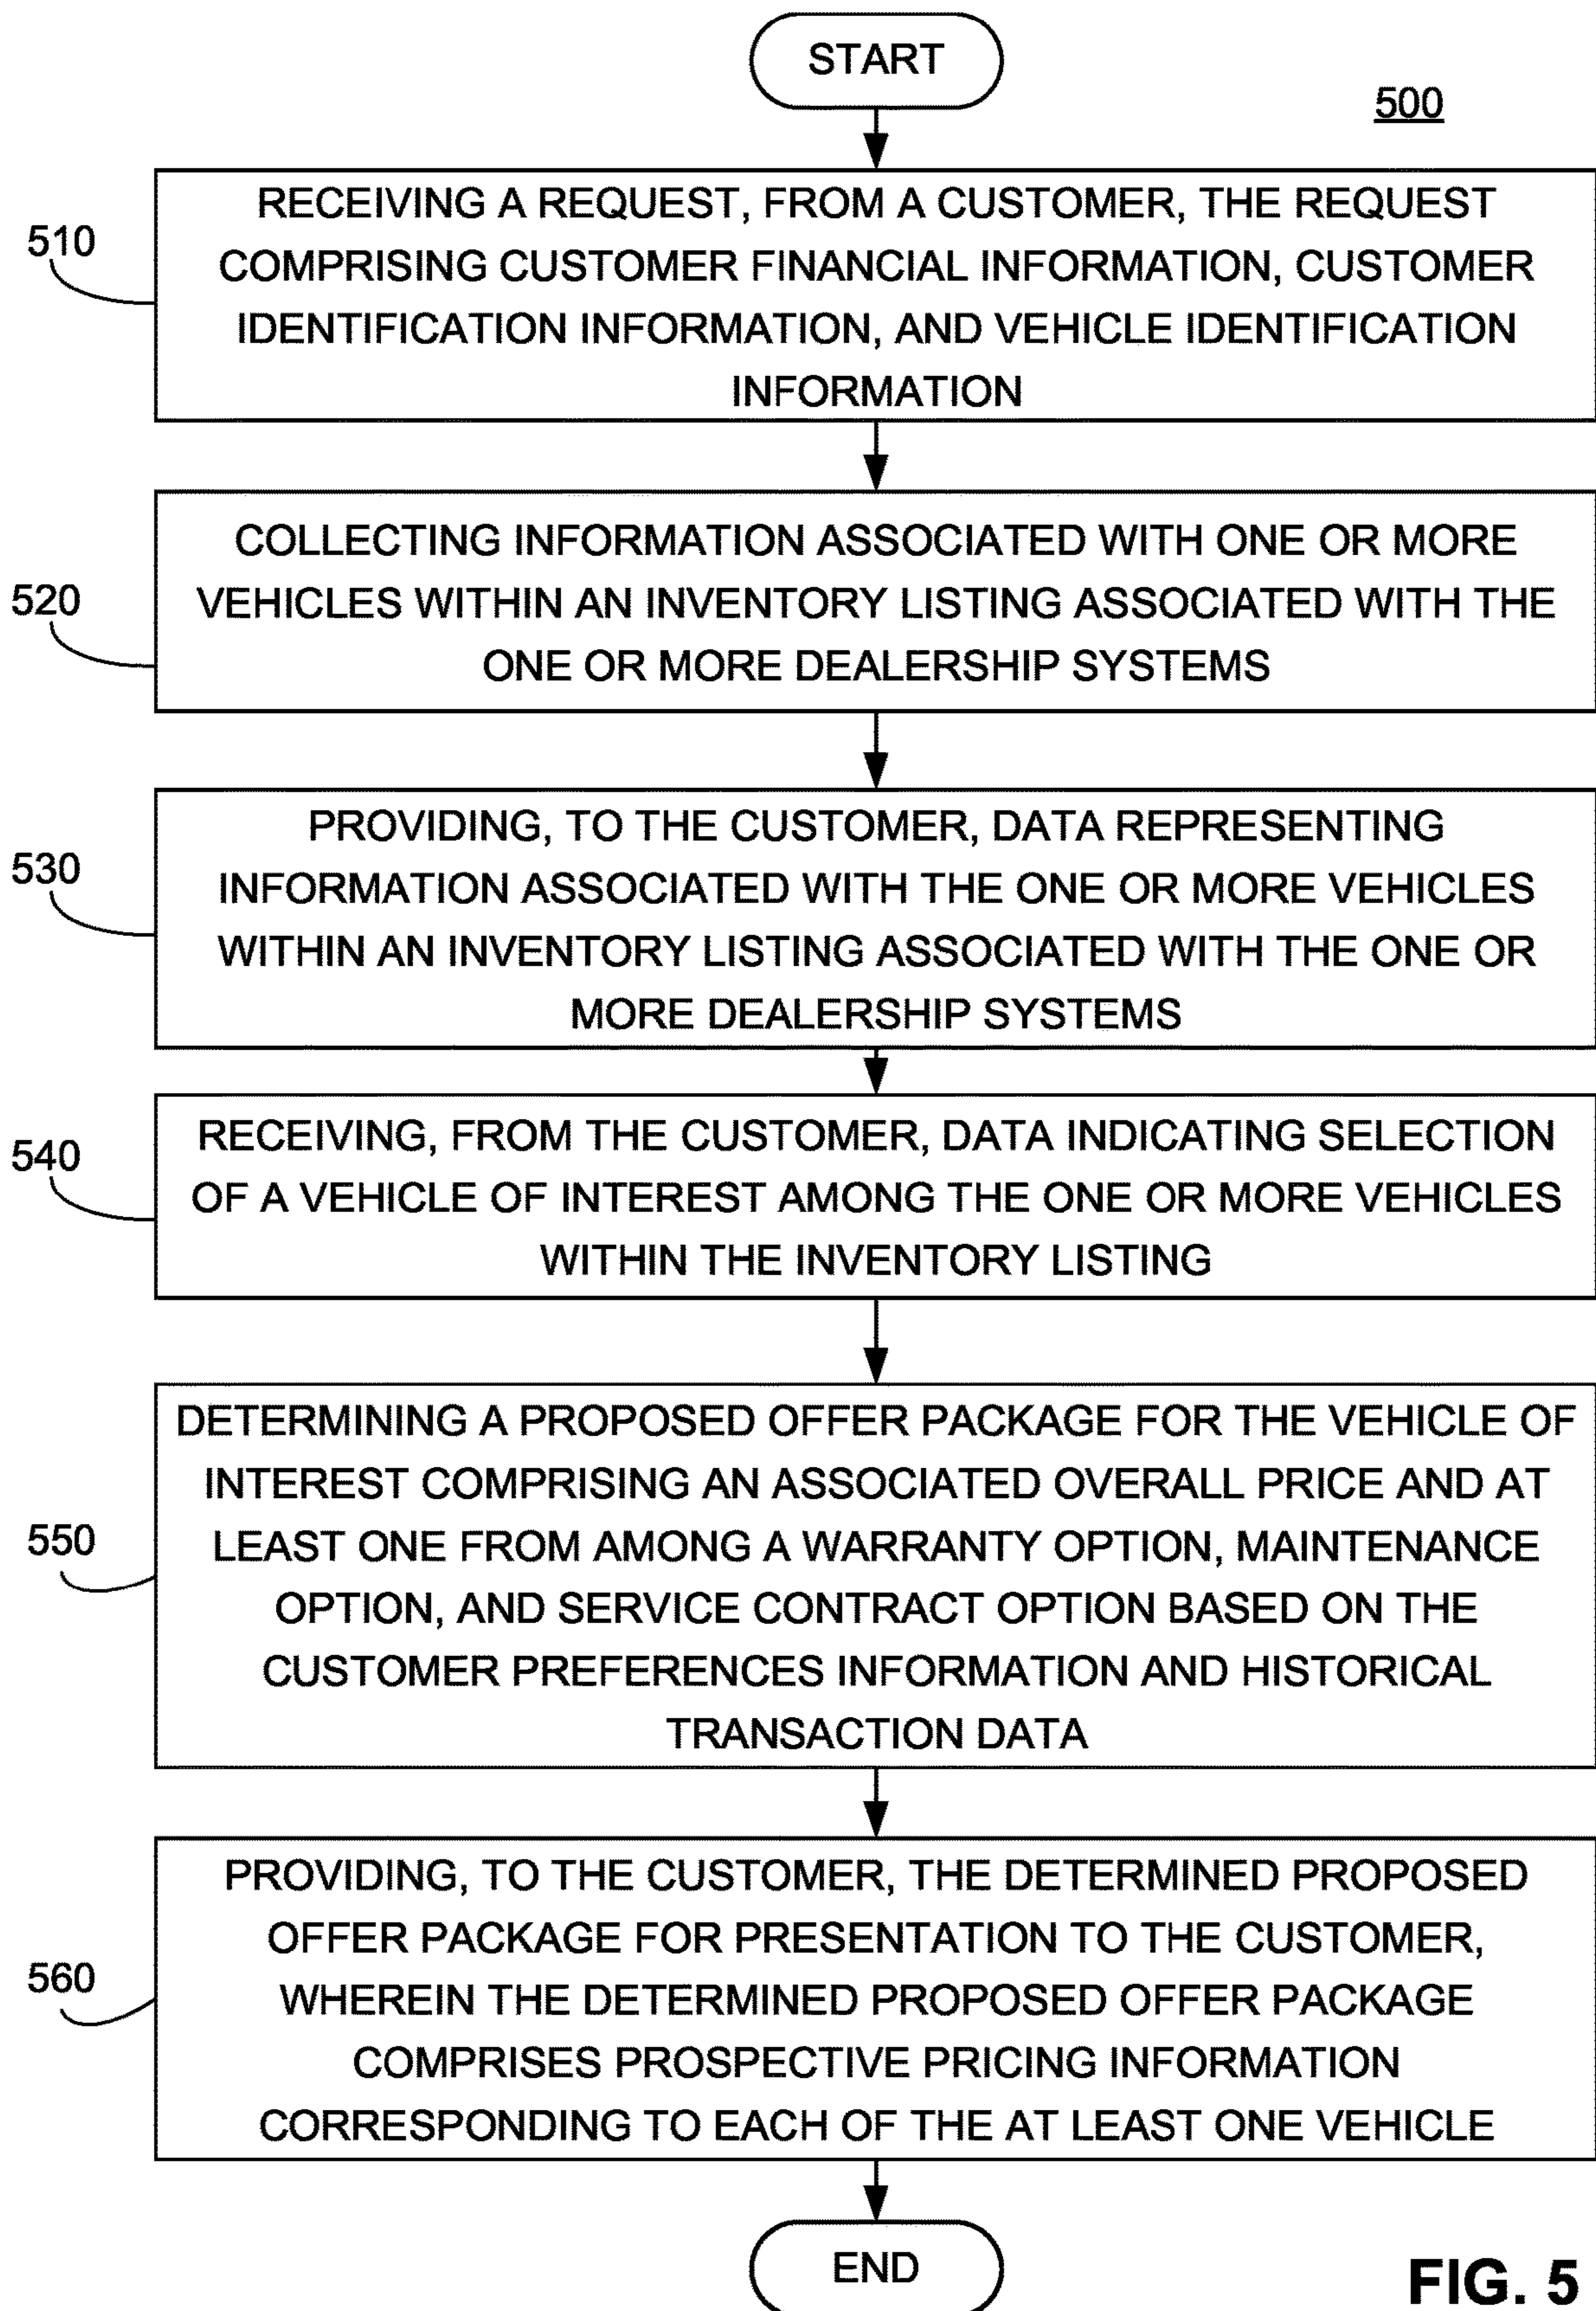 START
500
510
RECEIVING A REQUEST, FROM A CUSTOMER, THE REQUEST
COMPRISING CUSTOMER FINANCIAL INFORMATION, CUSTOMER
IDENTIFICATION INFORMATION, AND VEHICLE IDENTIFICATION
INFORMATION
520
COLLECTING INFORMATION ASSOCIATED WITH ONE OR MORE
VEHICLES WITHIN AN INVENTORY LISTING ASSOCIATED WITH THE
ONE OR MORE DEALERSHIP SYSTEMS
530
PROVIDING, TO THE CUSTOMER, DATA REPRESENTING
INFORMATION ASSOCIATED WITH THE ONE OR MORE VEHICLES
WITHIN AN INVENTORY LISTING ASSOCIATED WITH THE ONE OR
MORE DEALERSHIP SYSTEMS
540
RECEIVING, FROM THE CUSTOMER, DATA INDICATING SELECTION
OF A VEHICLE OF INTEREST AMONG THE ONE OR MORE VEHICLES
WITHIN THE INVENTORY LISTING
550
DETERMINING A PROPOSED OFFER PACKAGE FOR THE VEHICLE OF
INTEREST COMPRISING AN ASSOCIATED OVERALL PRICE AND AT
LEAST ONE FROM AMONG A WARRANTY OPTION, MAINTENANCE
OPTION, AND SERVICE CONTRACT OPTION BASED ON THE
CUSTOMER PREFERENCES INFORMATION AND HISTORICAL
TRANSACTION DATA
560
PROVIDING, TO THE CUSTOMER, THE DETERMINED PROPOSED
OFFER PACKAGE FOR PRESENTATION TO THE CUSTOMER,
WHEREIN THE DETERMINED PROPOSED OFFER PACKAGE
COMPRISES PROSPECTIVE PRICING INFORMATION
CORRESPONDING TO EACH OF THE AT LEAST ONE VEHICLE
END
FIG. 5